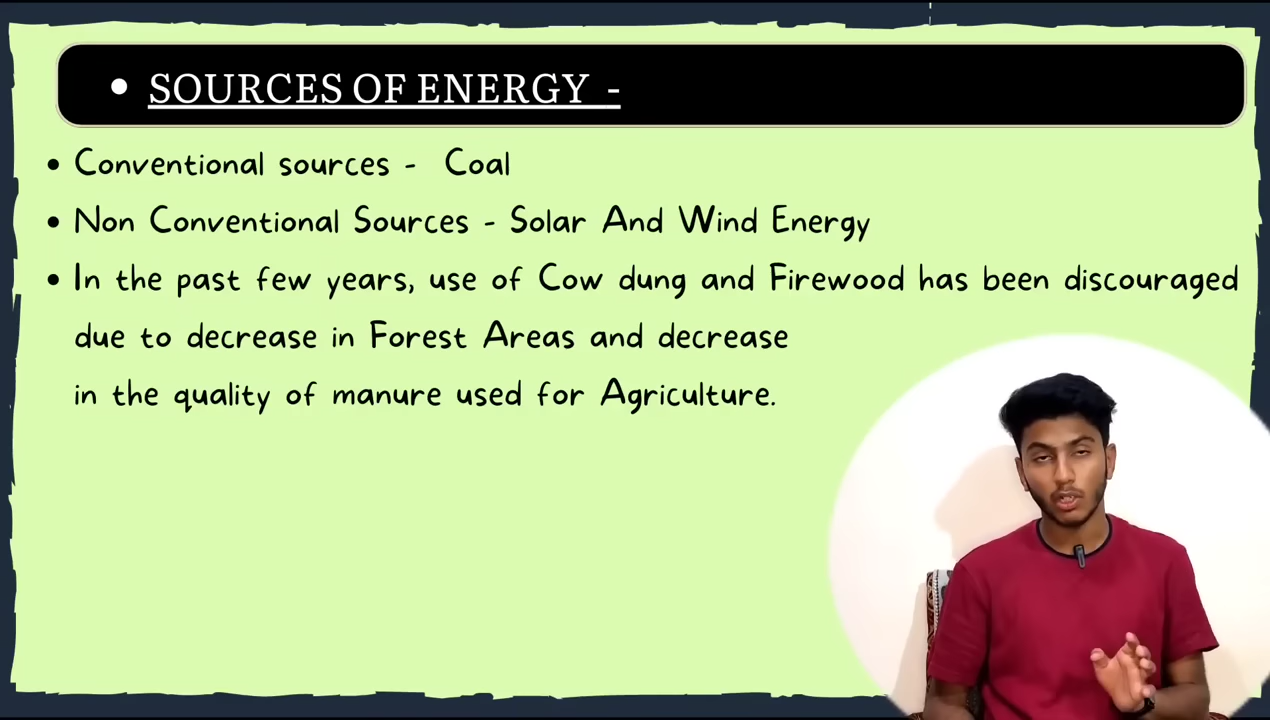 • SOURCES OF ENERGY -
• Conventional sources - Coal
• Non Conventional Sources - Solar And Wind Energy
• In the past few years, use of Cow dung and Firewood has been discouraged
due to decrease in Forest Areas and decrease
in the quality of manure used for Agriculture.